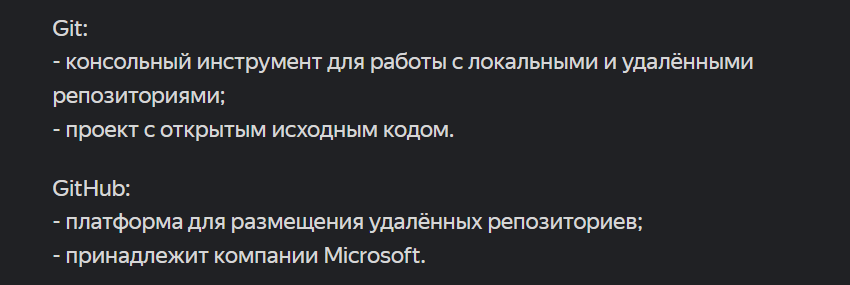 Git:
- консольный инструмент для работы с локальными и удалёнными
репозиториями;
- проект с открытым исходным кодом.
GitHub:
- платформа для размещения удалённых репозиториев;
- принадлежит компании Microsoft.